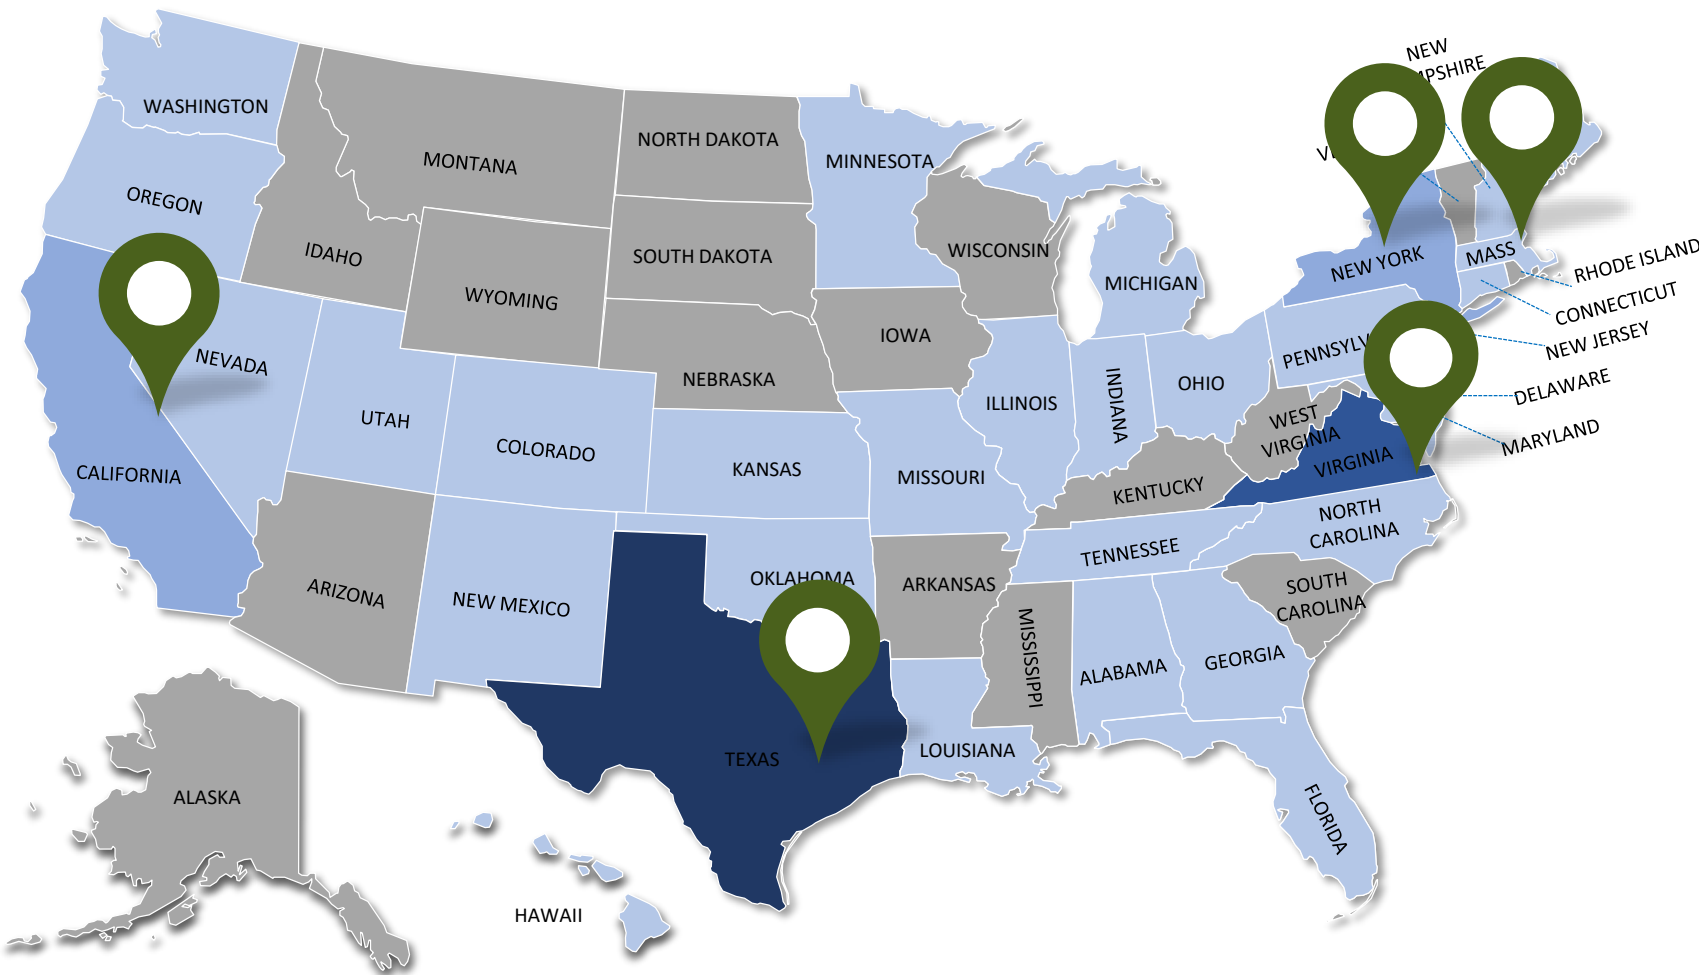 NEW
MPSHIRE
WASHINGTON
NORTH DAKOTA
MINNESOTA
MONTANA
OREGON
IDAHO
SOUTH DAKOTA
WISCONSIN
WYOMING
MICHIGAN
NEW YORK
MASS
RHODE ISLAND
CONNECTICUT
NEW JERSEY
IOWA
NEVADA
NEBRASKA
PENNSYLV
OHIO
INDIANA
ILLINOIS
DELAWARE
UTAH
COLORADO
WEST
VIRGINIA
MARYLAND
CALIFORNIA
KANSAS
MISSOURI
KENTUCKY
VIRGINIA
NORTH
CAROLINA
TENNESSEE
ARIZONA
NEW MEXICO
OKLAHOMA
ARKANSAS
SOUTH
CAROLINA
MISSISSIPPI
ALABAMA
GEORGIA
TEXAS
LOUISIANA
FLORIDA
ALASKA
HAWAII